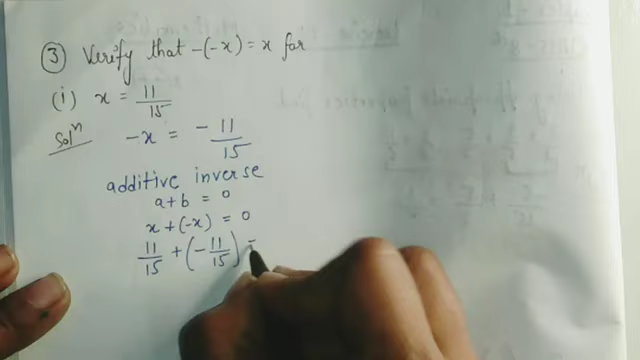 ③ Verify that -(-x) = x for
(i) x = 11/15
Solⁿ -x = -11/15
additive inverse
a+b = 0
x+(-x) = 0
11/15 + (-11/15) =